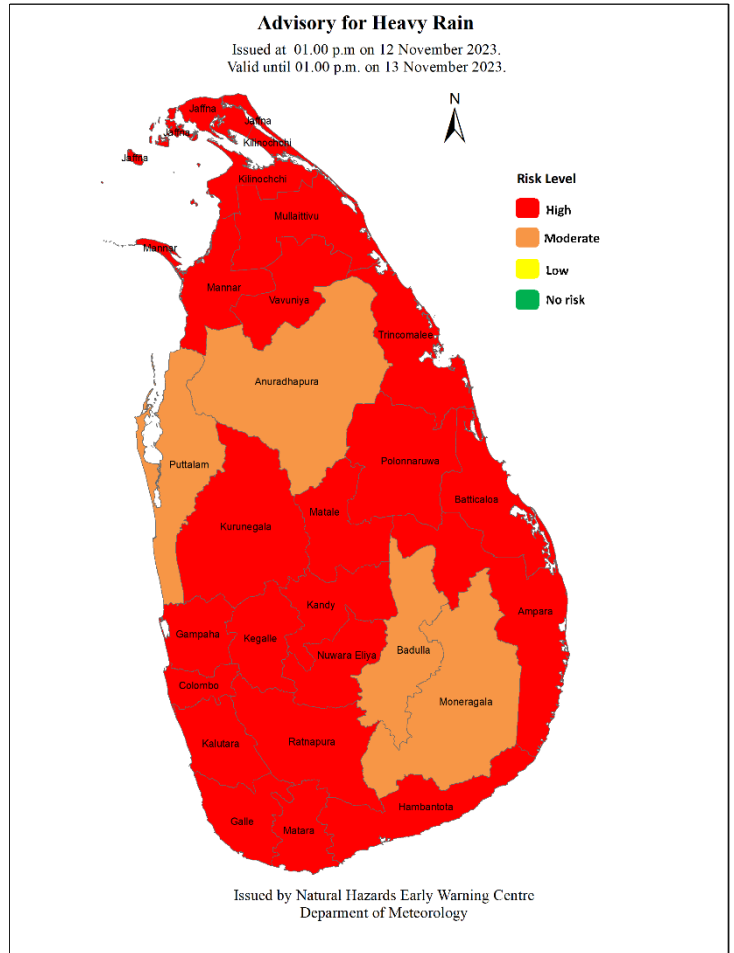 Advisory for Heavy Rain
Issued at 01.00 p.m on 12 November 2023.
Valid until 01.00 p.m. on 13 November 2023.
N
Jaffna
Jaffna
Jaffna
Kilinochchi
Jaffna
Kilinochchi
Mullaittivu
Mannar
Mannar
Vavuniya
Trincomalee
Anuradhapura
Puttalam
Polonnaruwa
Batticaloa
Matale
Kurunegala
Kandy
Ampara
Gampaha
Kegalle
Nuwara Eliya
Badulla
Colombo
Moneragala
Kalutara
Ratnapura
Hambantota
Galle
Matara
Risk Level
High
Moderate
Low
No risk
Issued by Natural Hazards Early Warning Centre
Deparment of Meteorology